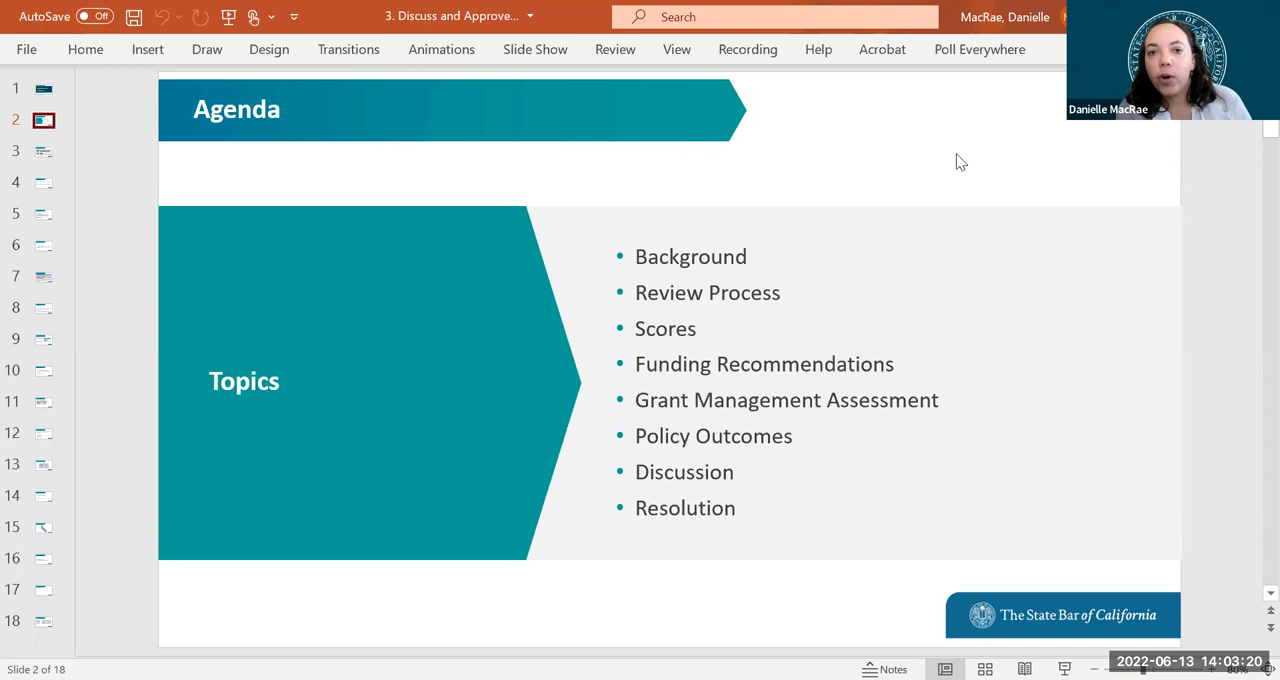 AutoSave Off 3. Discuss and Approve... Search MacRae, Danielle
File Home Insert Draw Design Transitions Animations Slide Show Review View Recording Help Acrobat Poll Everywhere
Danielle MacRae
1
2
3
4
5
6
7
8
9
10
11
12
13
14
15
16
17
18
Agenda
Topics
• Background
• Review Process
• Scores
• Funding Recommendations
• Grant Management Assessment
• Policy Outcomes
• Discussion
• Resolution
The State Bar of California
Slide 2 of 18 Notes 80%
2022-06-13 14:03:20